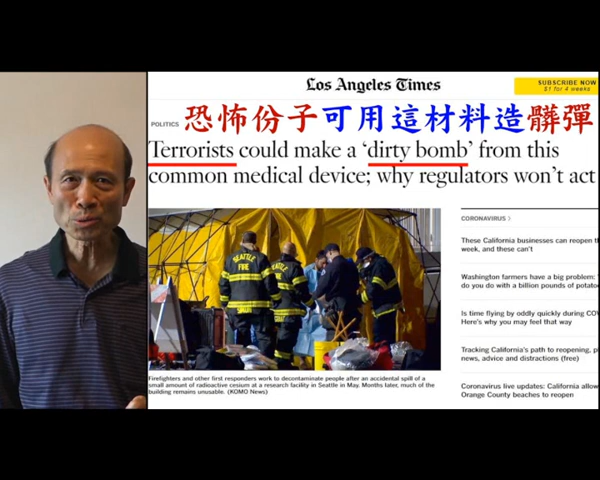 Los Angeles Times
SUBSCRIBE NOW
$1 for 4 weeks
POLITICS
恐怖份子可用這材料造髒彈
Terrorists could make a ‘dirty bomb’ from this
common medical device; why regulators won’t act
SEATTLE
FIRE
SEATTLE
FIRE
Firefighters and other first responders work to decontaminate people after an accidental spill of a
small amount of radioactive cesium at a research facility in Seattle in May. Months later, much of the
building remains unusable. (KOMO News)
CORONAVIRUS >
These California businesses can reopen th
week, and these can’t
Washington farmers have a big problem:
do you do with a billion pounds of potato
Is time flying by oddly quickly during COV
Here’s why you may feel that way
Tracking California’s path to reopening, p
news, advice and distractions (free)
Coronavirus live updates: California allow
Orange County beaches to reopen